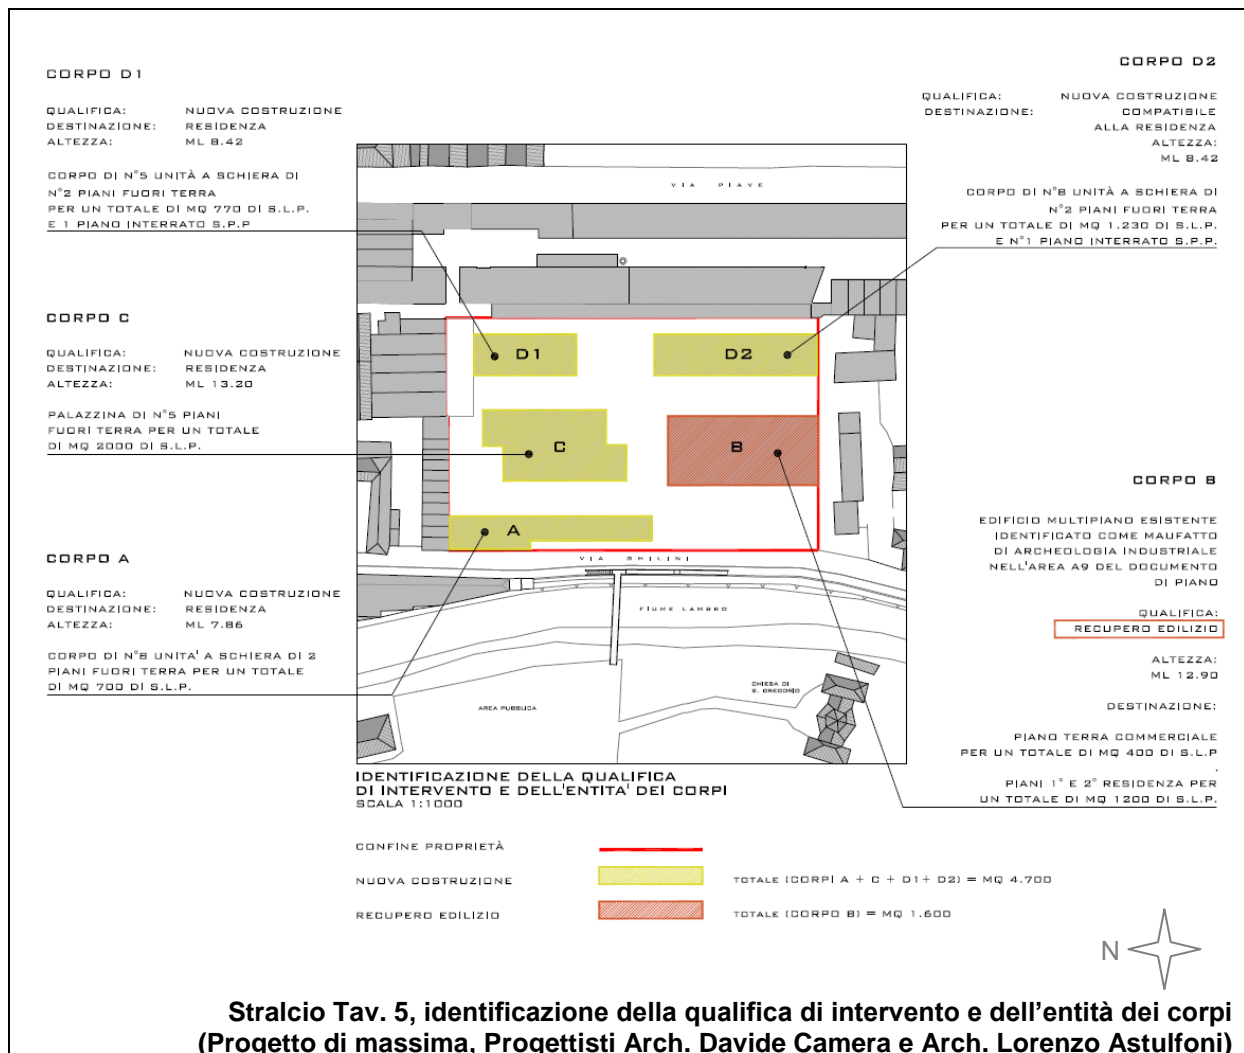 CORPO D1
QUALIFICA: NUOVA COSTRUZIONE
DESTINAZIONE: RESIDENZA
ALTEZZA: ML 8.42
CORPO DI N°5 UNITÀ A SCHIERA DI
N°2 PIANI FUORI TERRA
PER UN TOTALE DI MQ 770 DI S.L.P.
E 1 PIANO INTERRATO S.P.P
CORPO C
QUALIFICA: NUOVA COSTRUZIONE
DESTINAZIONE: RESIDENZA
ALTEZZA: ML 13.20
PALAZZINA DI N°5 PIANI
FUORI TERRA PER UN TOTALE
DI MQ 2000 DI S.L.P.
CORPO A
QUALIFICA: NUOVA COSTRUZIONE
DESTINAZIONE: RESIDENZA
ALTEZZA: ML 7.86
CORPO DI N°8 UNITA' A SCHIERA DI 2
PIANI FUORI TERRA PER UN TOTALE
DI MQ 700 DI S.L.P.
VIA PIAVE
D1
D2
C
B
A
VIA GHILINI
FIUME LAMBRO
CHIESA DI
S. GREGORIO
AREA PUBBLICA
CORPO D2
QUALIFICA: NUOVA COSTRUZIONE
DESTINAZIONE: COMPATIBILE
ALLA RESIDENZA
ALTEZZA:
ML 8.42
CORPO DI N°8 UNITÀ A SCHIERA DI
N°2 PIANI FUORI TERRA
PER UN TOTALE DI MQ 1.230 DI S.L.P.
E N°1 PIANO INTERRATO S.P.P.
CORPO B
EDIFICIO MULTIPIANO ESISTENTE
IDENTIFICATO COME MAUFATTO
DI ARCHEOLOGIA INDUSTRIALE
NELL'AREA A9 DEL DOCUMENTO
DI PIANO
QUALIFICA:
RECUPERO EDILIZIO
ALTEZZA:
ML 12.90
DESTINAZIONE:
PIANO TERRA COMMERCIALE
PER UN TOTALE DI MQ 400 DI S.L.P
.
PIANI 1° E 2° RESIDENZA PER
UN TOTALE DI MQ 1200 DI S.L.P.
IDENTIFICAZIONE DELLA QUALIFICA
DI INTERVENTO E DELL'ENTITA' DEI CORPI
SCALA 1:1000
CONFINE PROPRIETÀ
NUOVA COSTRUZIONE TOTALE (CORPI A + C + D1+ D2) = MQ 4.700
RECUPERO EDILIZIO TOTALE (CORPO B) = MQ 1.600
N
Stralcio Tav. 5, identificazione della qualifica di intervento e dell'entità dei corpi
(Progetto di massima, Progettisti Arch. Davide Camera e Arch. Lorenzo Astulfoni)